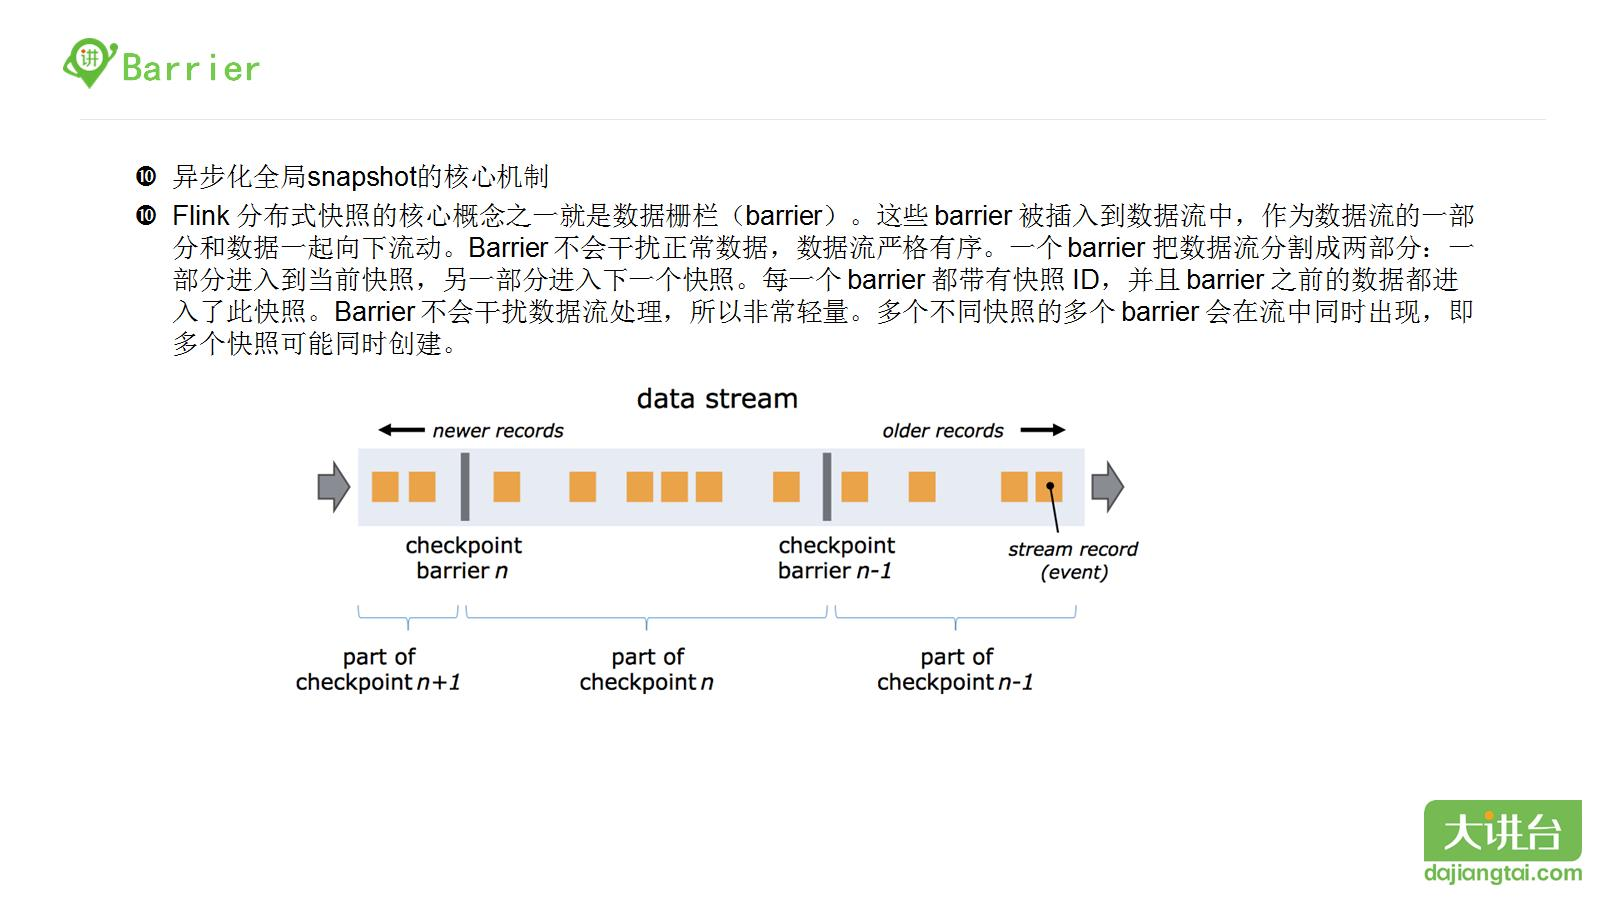 讲 Barrier
❿ 异步化全局snapshot的核心机制
❿ Flink 分布式快照的核心概念之一就是数据栅栏（barrier）。这些 barrier 被插入到数据流中，作为数据流的一部
分和数据一起向下流动。Barrier 不会干扰正常数据，数据流严格有序。一个 barrier 把数据流分割成两部分：一
部分进入到当前快照，另一部分进入下一个快照。每一个 barrier 都带有快照 ID，并且 barrier 之前的数据都进
入了此快照。Barrier 不会干扰数据流处理，所以非常轻量。多个不同快照的多个 barrier 会在流中同时出现，即
多个快照可能同时创建。
data stream
newer records
older records
checkpoint
barrier n
checkpoint
barrier n-1
stream record
(event)
part of
checkpoint n+1
part of
checkpoint n
part of
checkpoint n-1
大讲台
dajiangtai.com